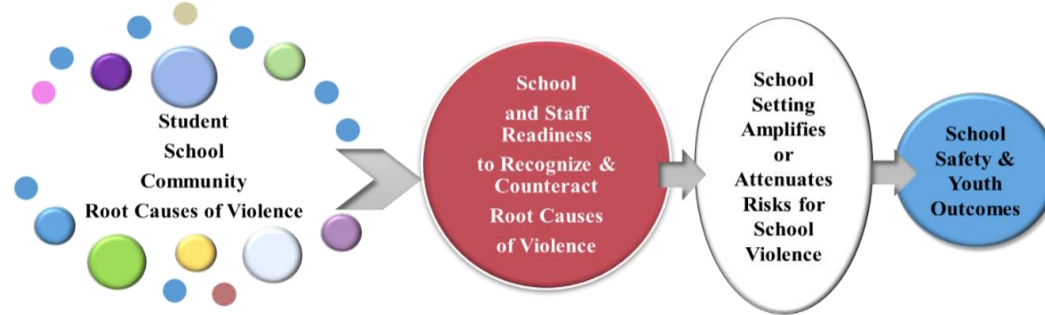 Student
School
Community
Root Causes of Violence
School
and Staff
Readiness
to Recognize &
Counteract
Root Causes
of Violence
School
Setting
Amplifies
or
Attenuates
Risks for
School
Violence
School
Safety &
Youth
Outcomes